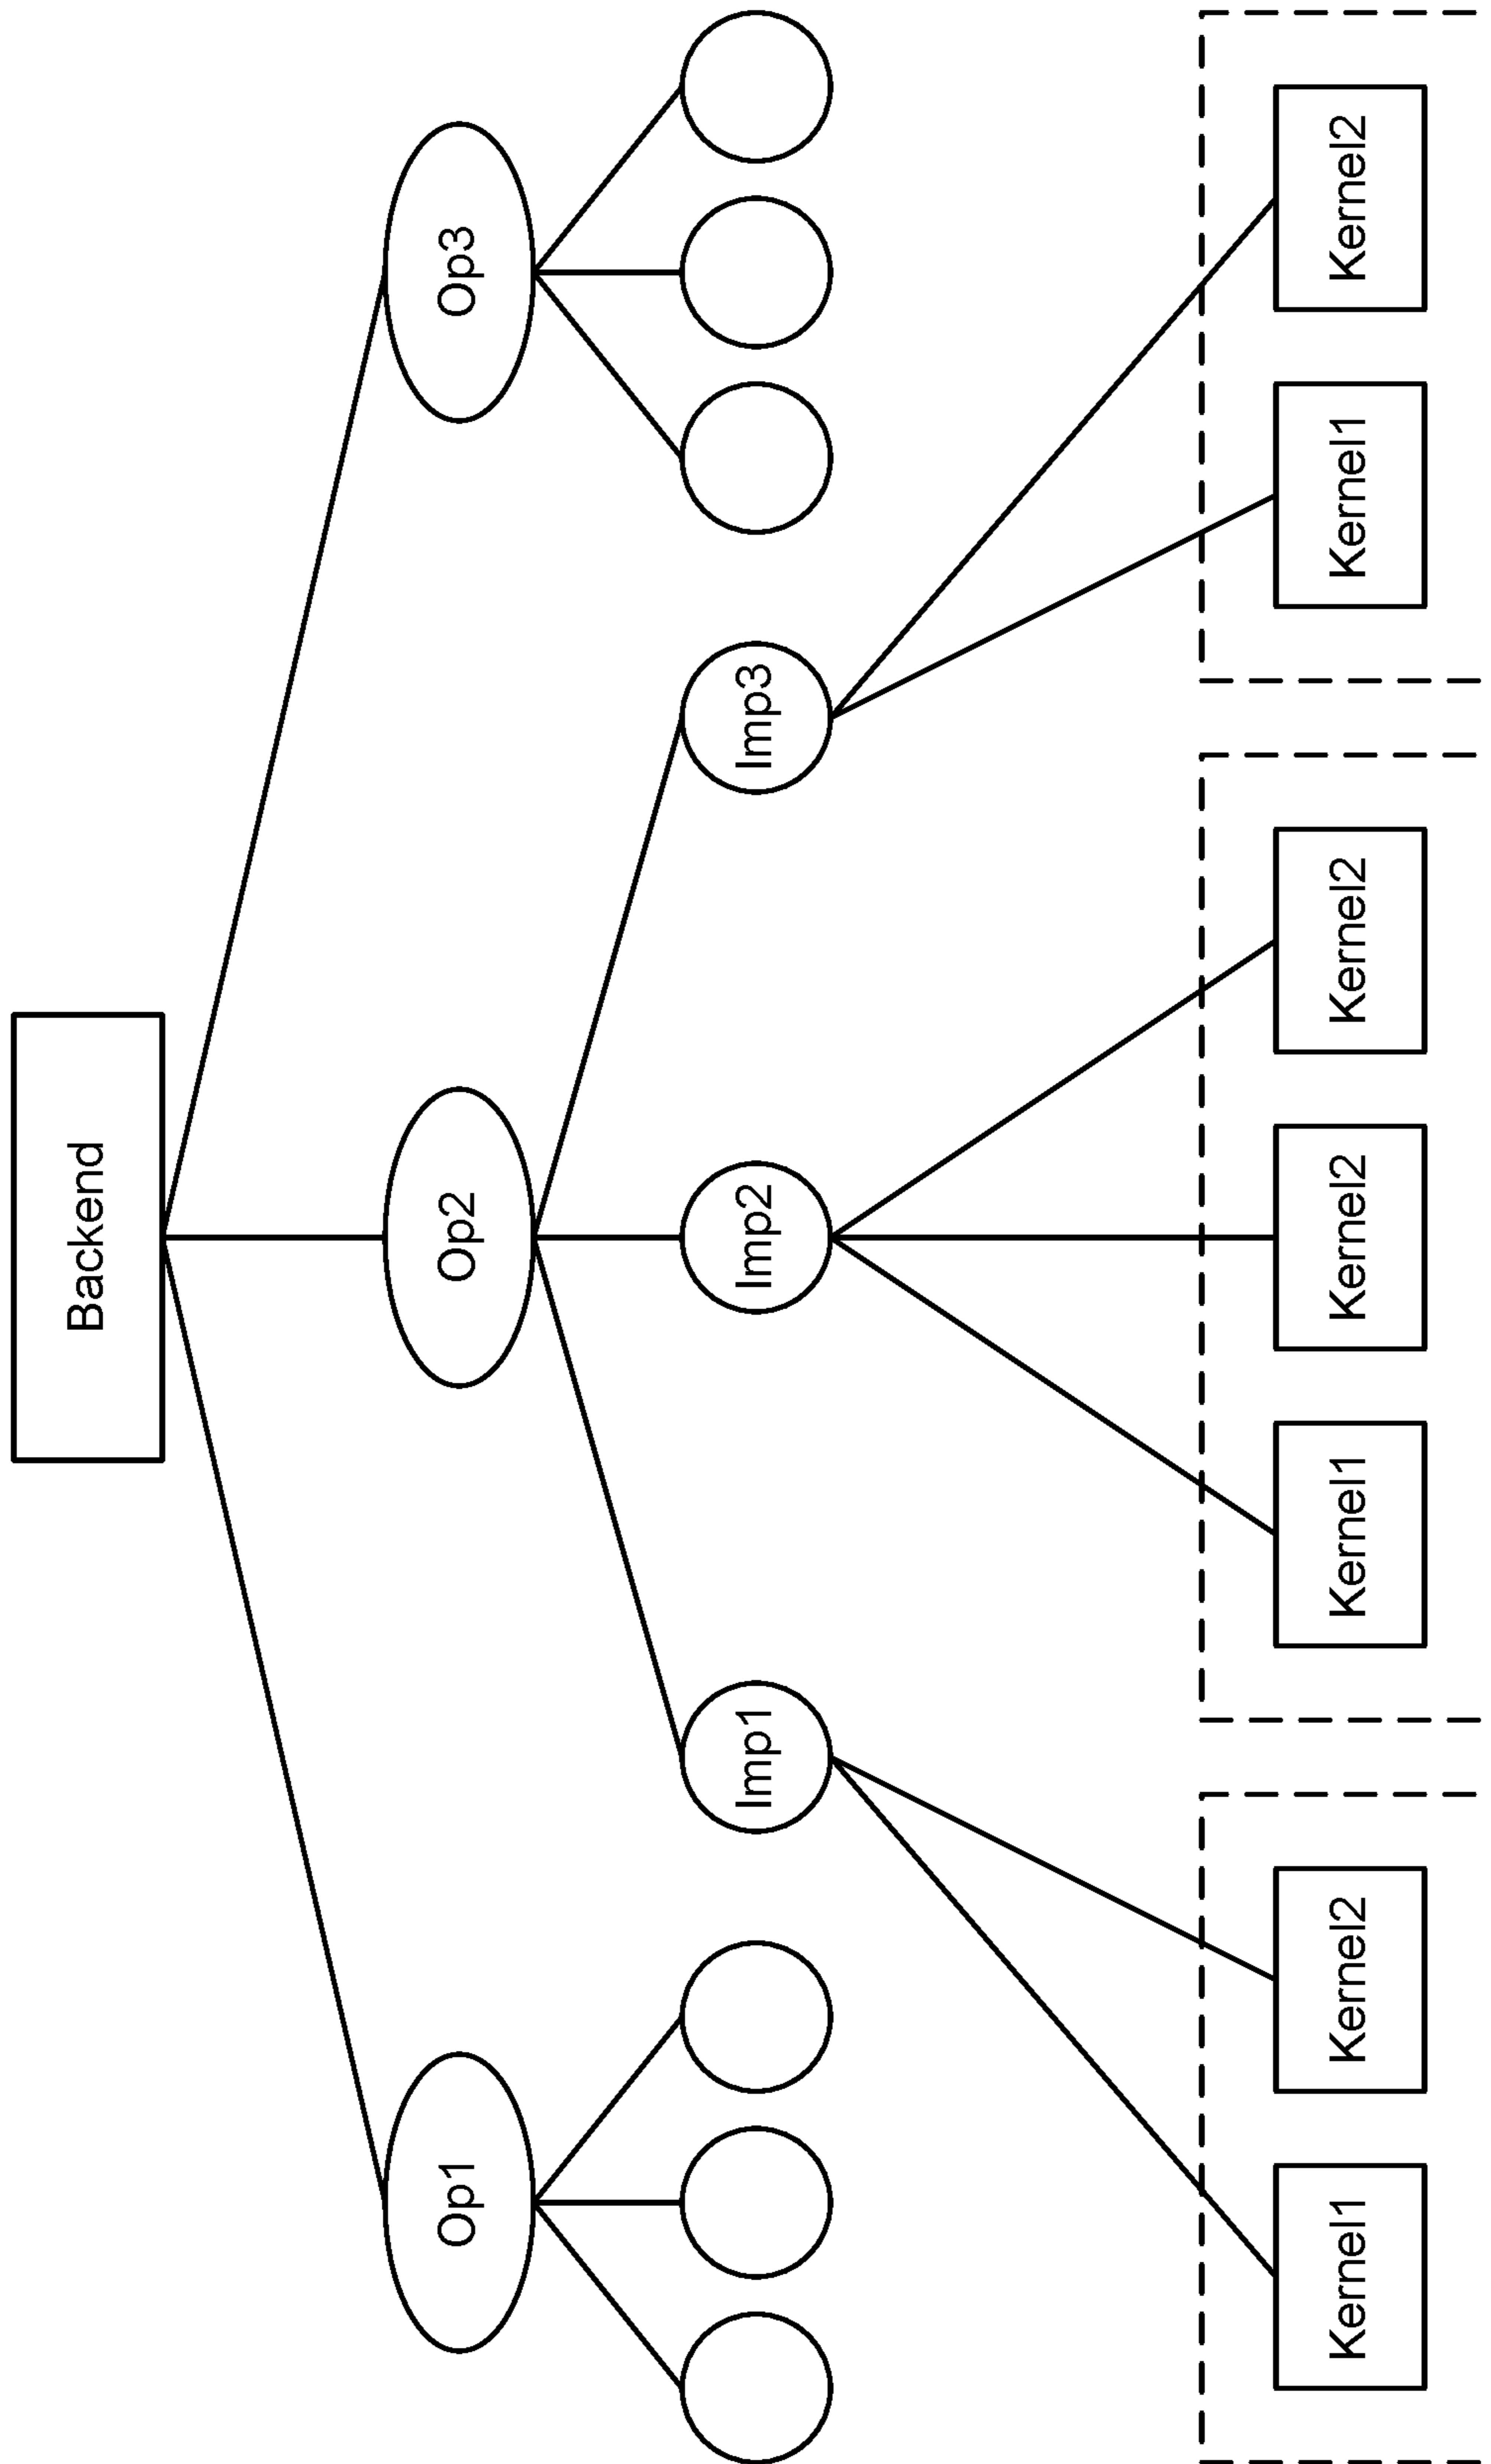 Backend
Op1
Op2
Op3
Imp1
Imp2
Imp3
Kernel1
Kernel2
Kernel1
Kernel2
Kernel2
Kernel1
Kernel2